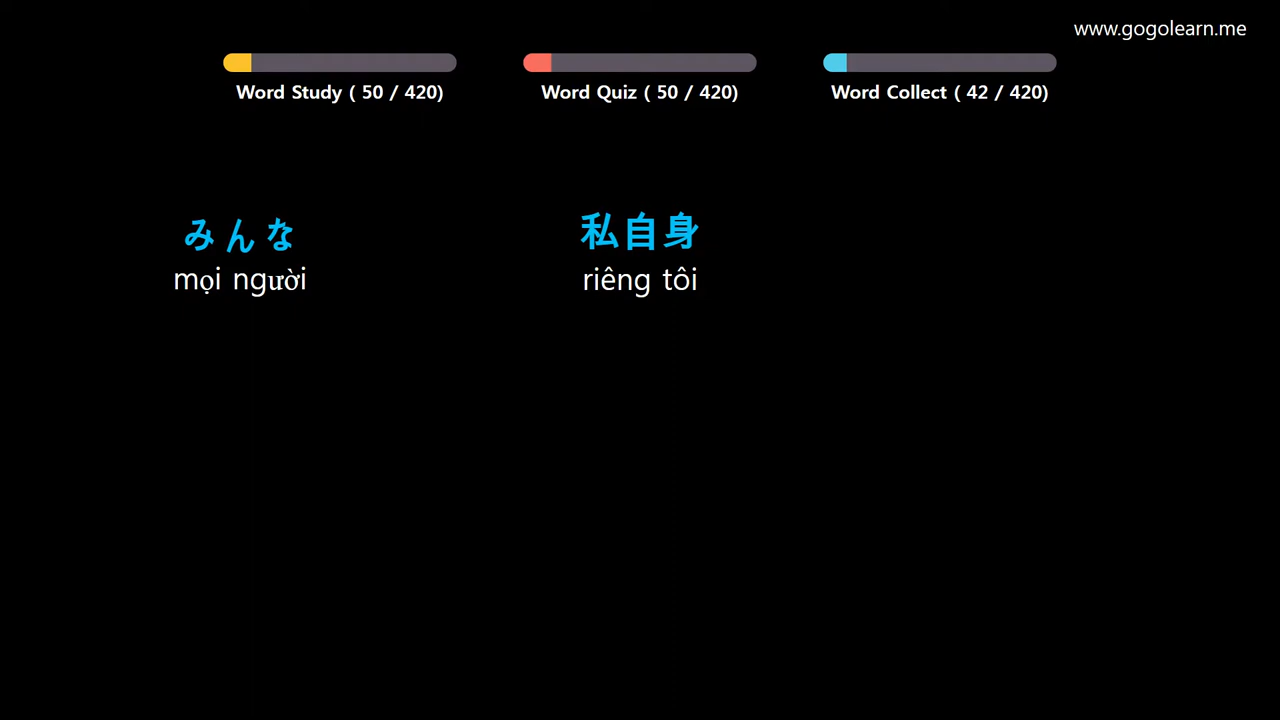 www.gogolearn.me
Word Study ( 50 / 420)
Word Quiz ( 50 / 420)
Word Collect ( 42 / 420)
みんな
mọi người
私自身
riêng tôi